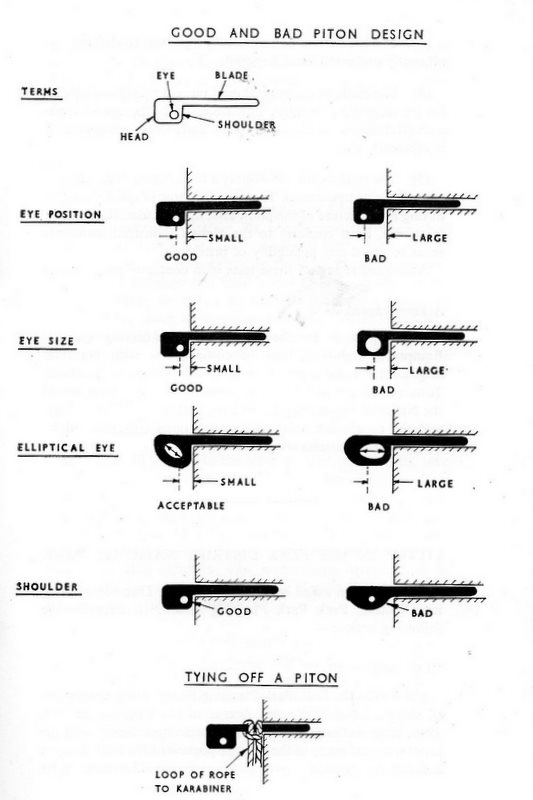 GOOD AND BAD PITON DESIGN
TERMS
EYE
BLADE
SHOULDER
HEAD
EYE POSITION
SMALL
LARGE
GOOD
BAD
EYE SIZE
SMALL
LARGE
GOOD
BAD
ELLIPTICAL EYE
SMALL
LARGE
ACCEPTABLE
BAD
SHOULDER
GOOD
BAD
TYING OFF A PITON
LOOP OF ROPE
TO KARABINER